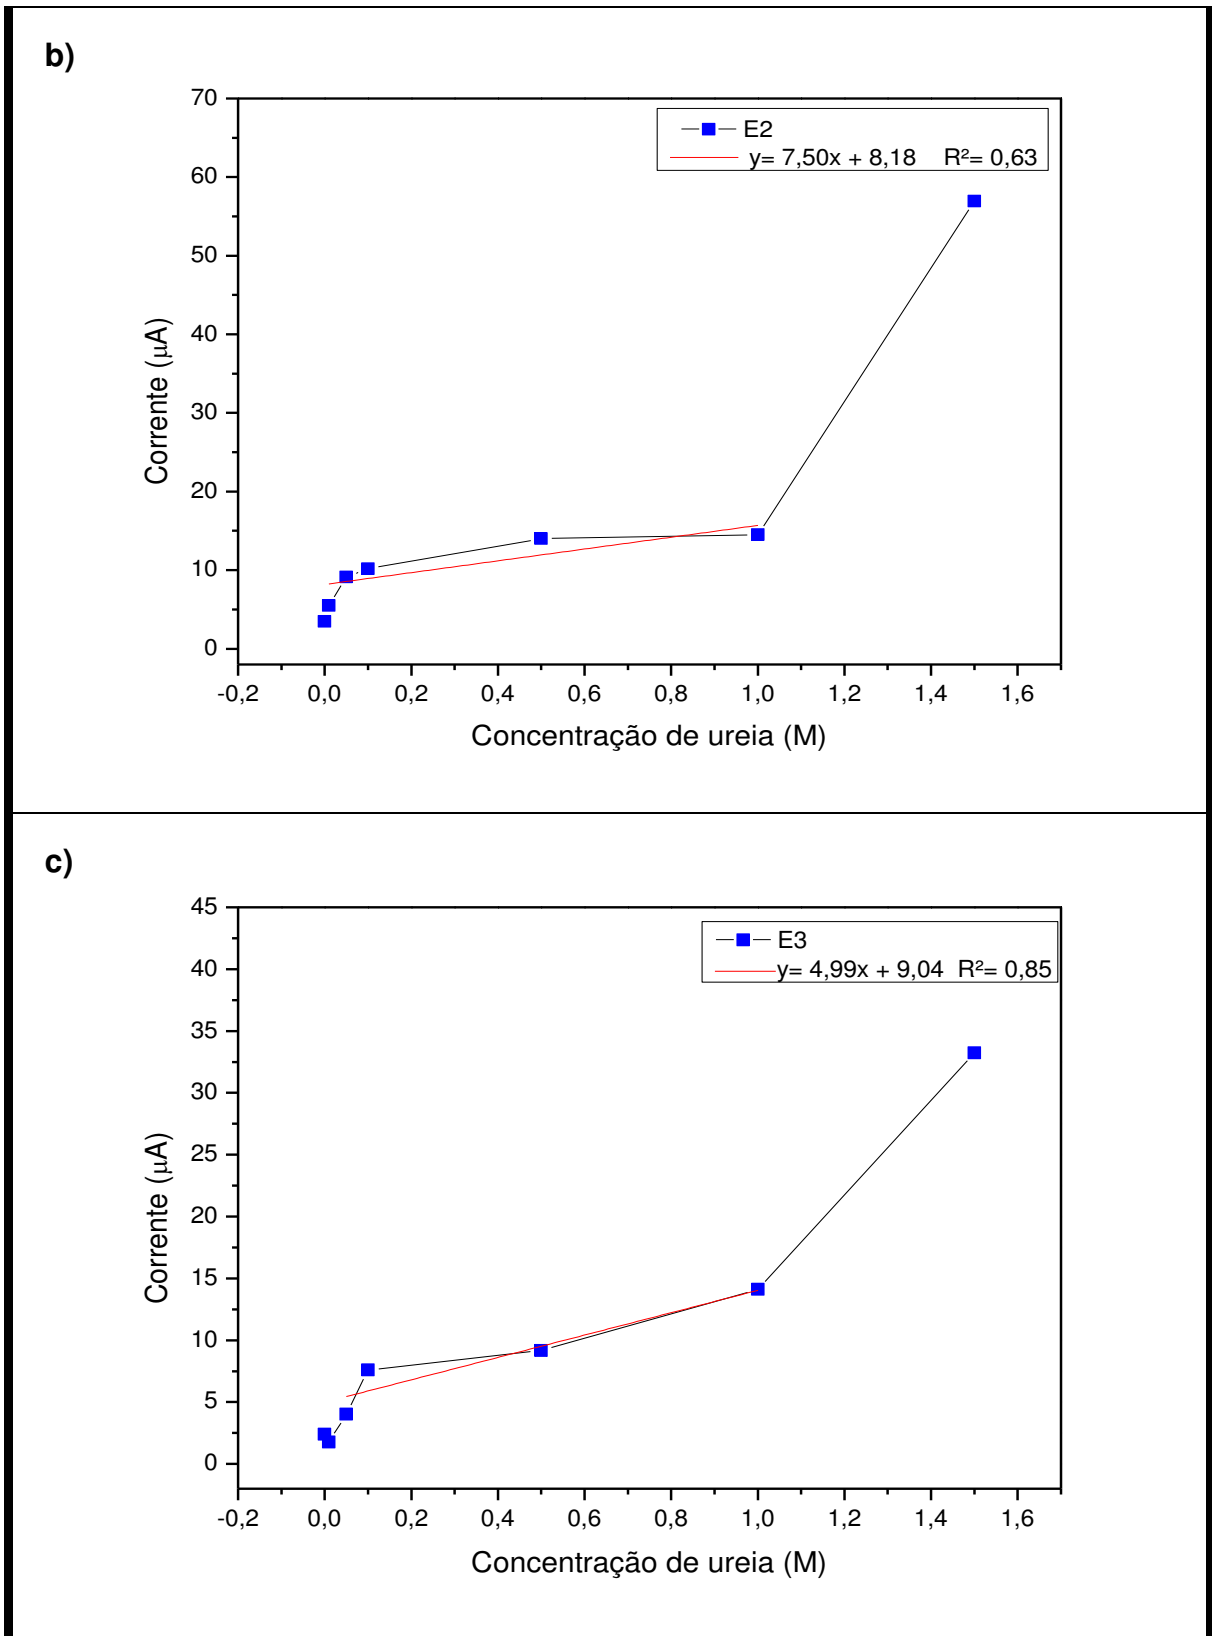 b)
70
60
50
40
30
20
10
0
Corrente (µA)
E2
y= 7,50x + 8,18 R²= 0,63
-0,2 0,0 0,2 0,4 0,6 0,8 1,0 1,2 1,4 1,6
Concentração de ureia (M)
c)
45
40
35
30
25
20
15
10
5
0
Corrente (µA)
E3
y= 4,99x + 9,04 R²= 0,85
-0,2 0,0 0,2 0,4 0,6 0,8 1,0 1,2 1,4 1,6
Concentração de ureia (M)